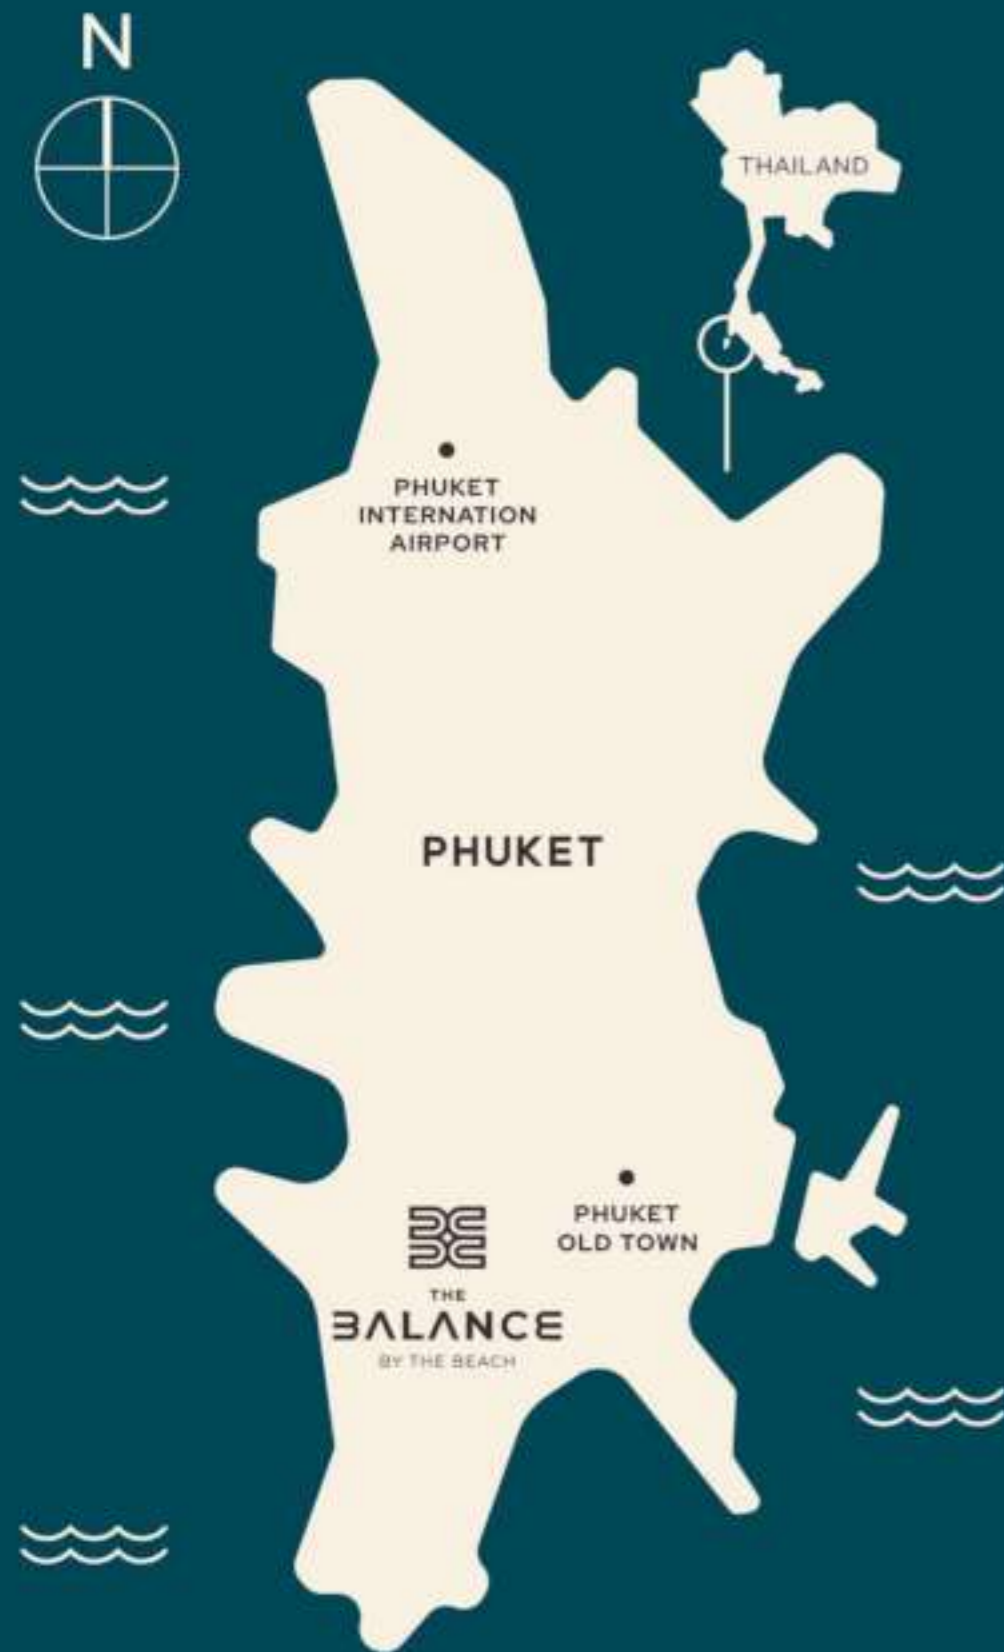 N
THAILAND
PHUKET
INTERNATION
AIRPORT
PHUKET
PHUKET
OLD TOWN
THE
BALANCE
BY THE BEACH